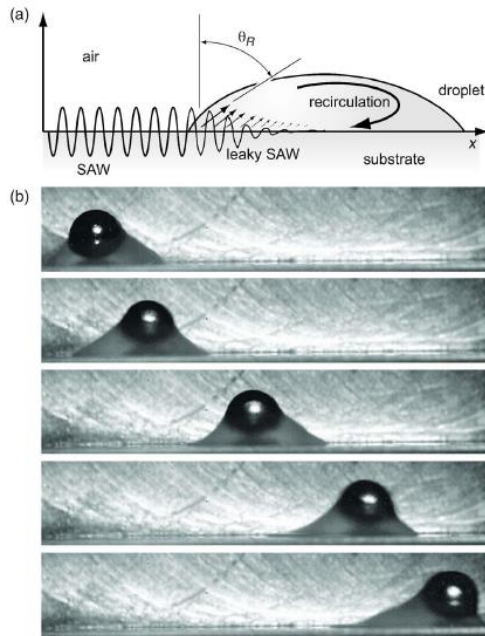 (a)
θR
air
droplet
recirculation
x
leaky SAW
SAW
substrate
(b)